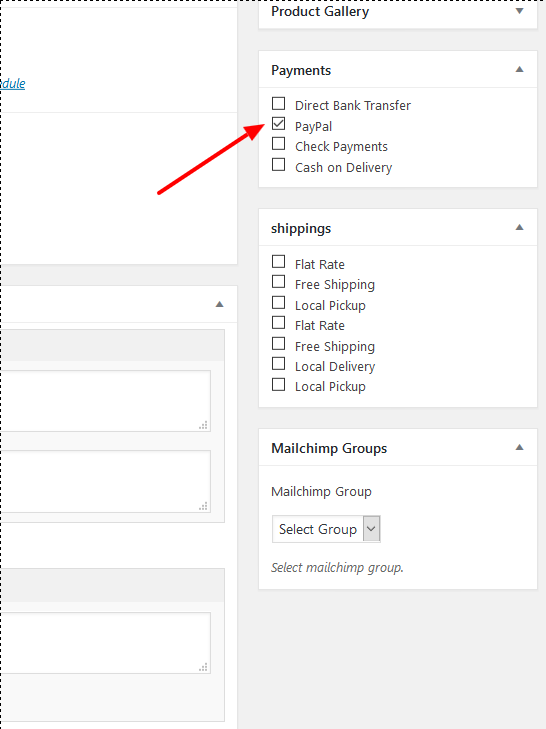 Product Gallery
dule
Payments
Direct Bank Transfer
PayPal
Check Payments
Cash on Delivery
shippings
Flat Rate
Free Shipping
Local Pickup
Flat Rate
Free Shipping
Local Delivery
Local Pickup
Mailchimp Groups
Mailchimp Group
Select Group
Select mailchimp group.